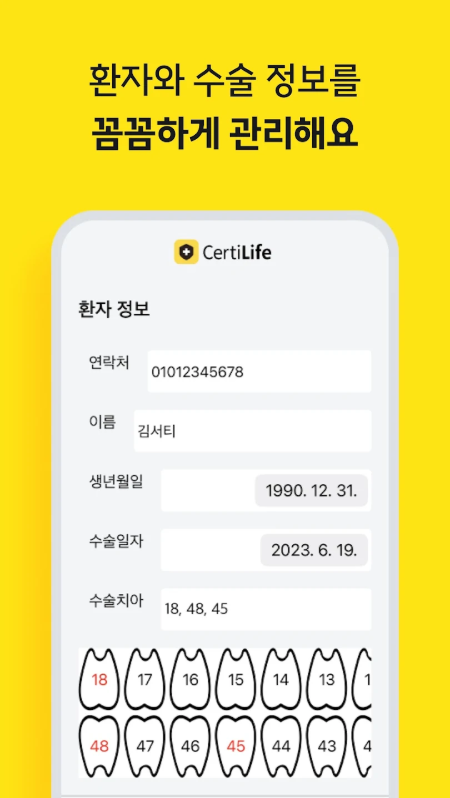 환자와 수술 정보를
꼼꼼하게 관리해요
CertiLife
환자 정보
연락처 01012345678
이름 김서티
생년월일 1990. 12. 31.
수술일자 2023. 6. 19.
수술치아 18, 48, 45
18 17 16 15 14 13
48 47 46 45 44 43